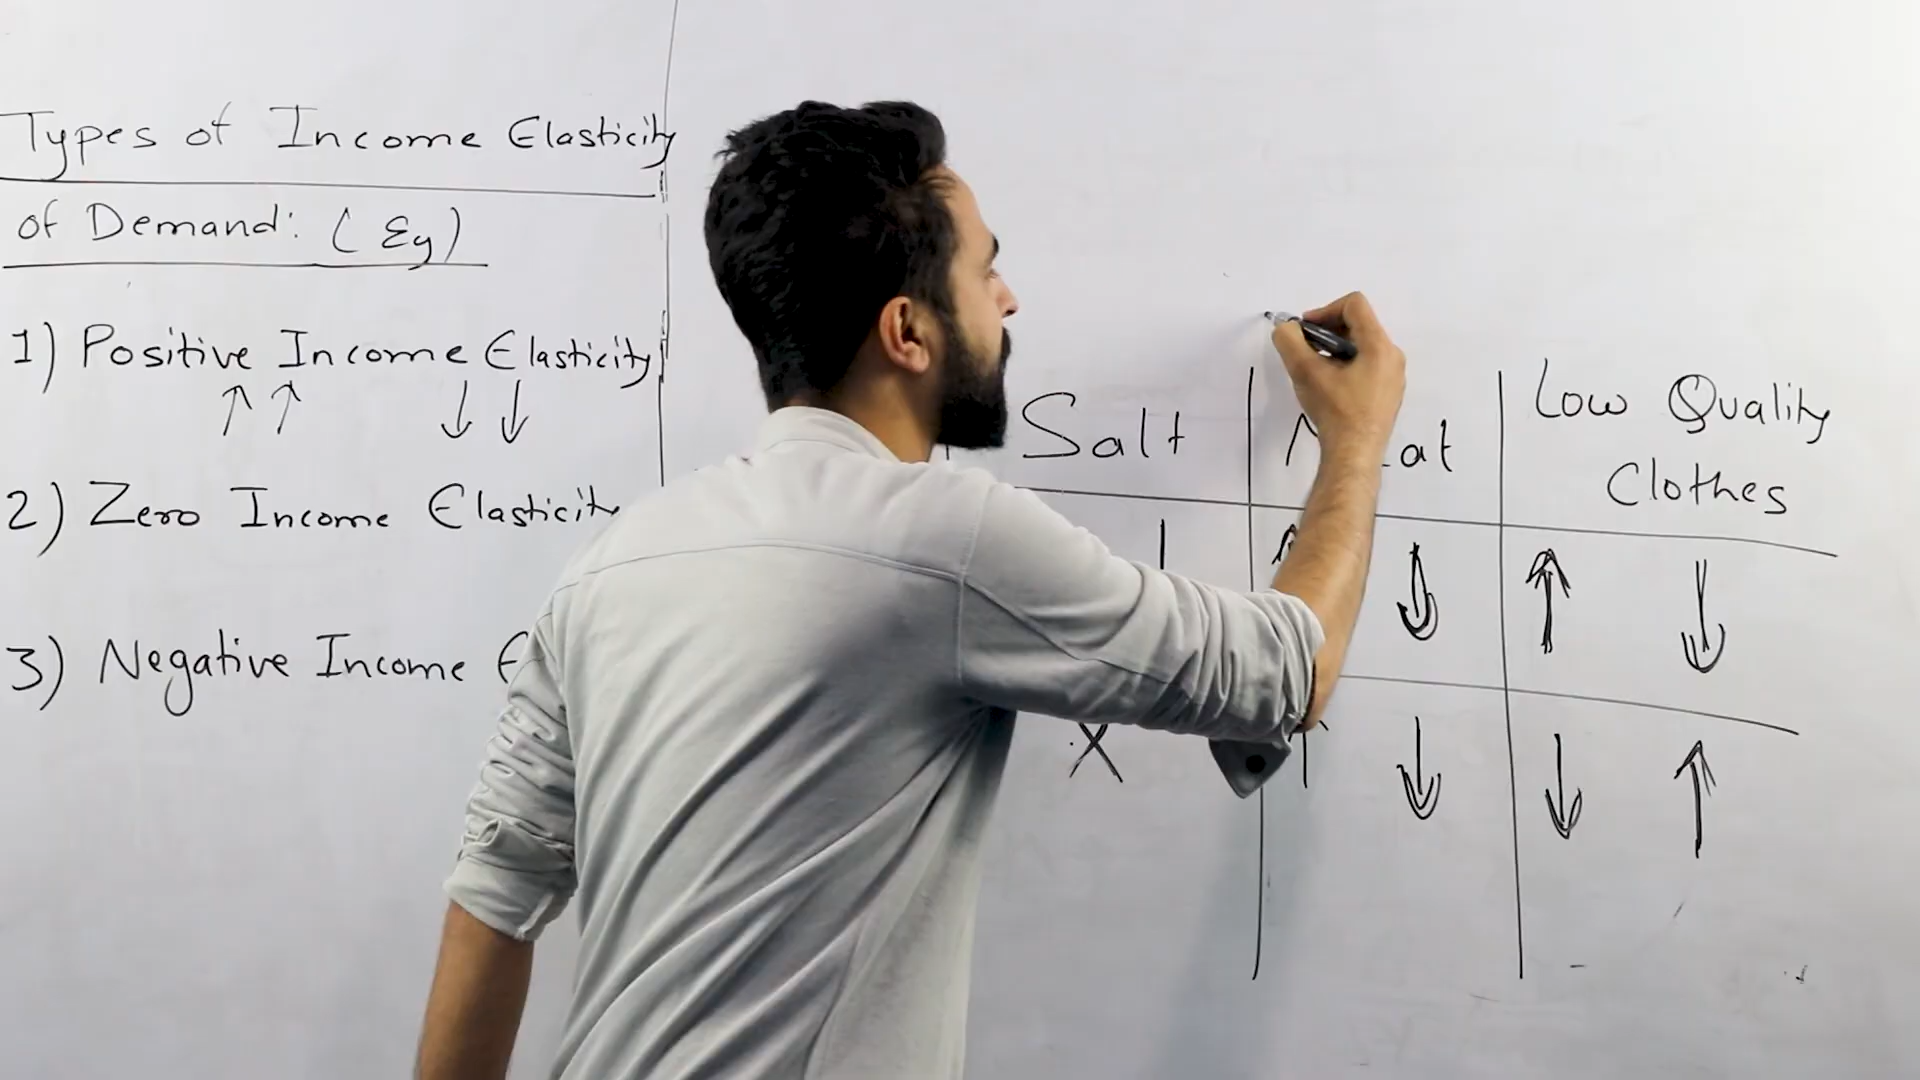 Types of Income Elasticity
of Demand: (Ey)
1) Positive Income Elasticity
↑↑ ↓↓
2) Zero Income Elasticity
3) Negative Income
Salt
Low Quality
Clothes
↓ ↑ ↓
X ↑ ↓ ↓ ↑